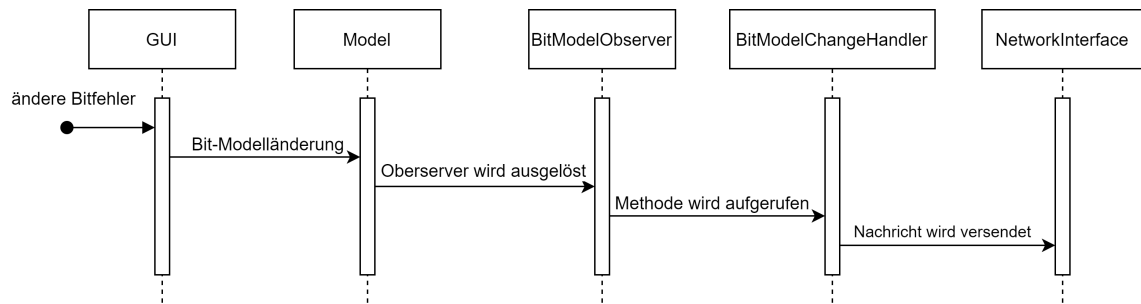 GUI
Model
BitModelObserver
BitModelChangeHandler
NetworkInterface
ändere Bitfehler
Bit-Modelländerung
Oberserver wird ausgelöst
Methode wird aufgerufen
Nachricht wird versendet